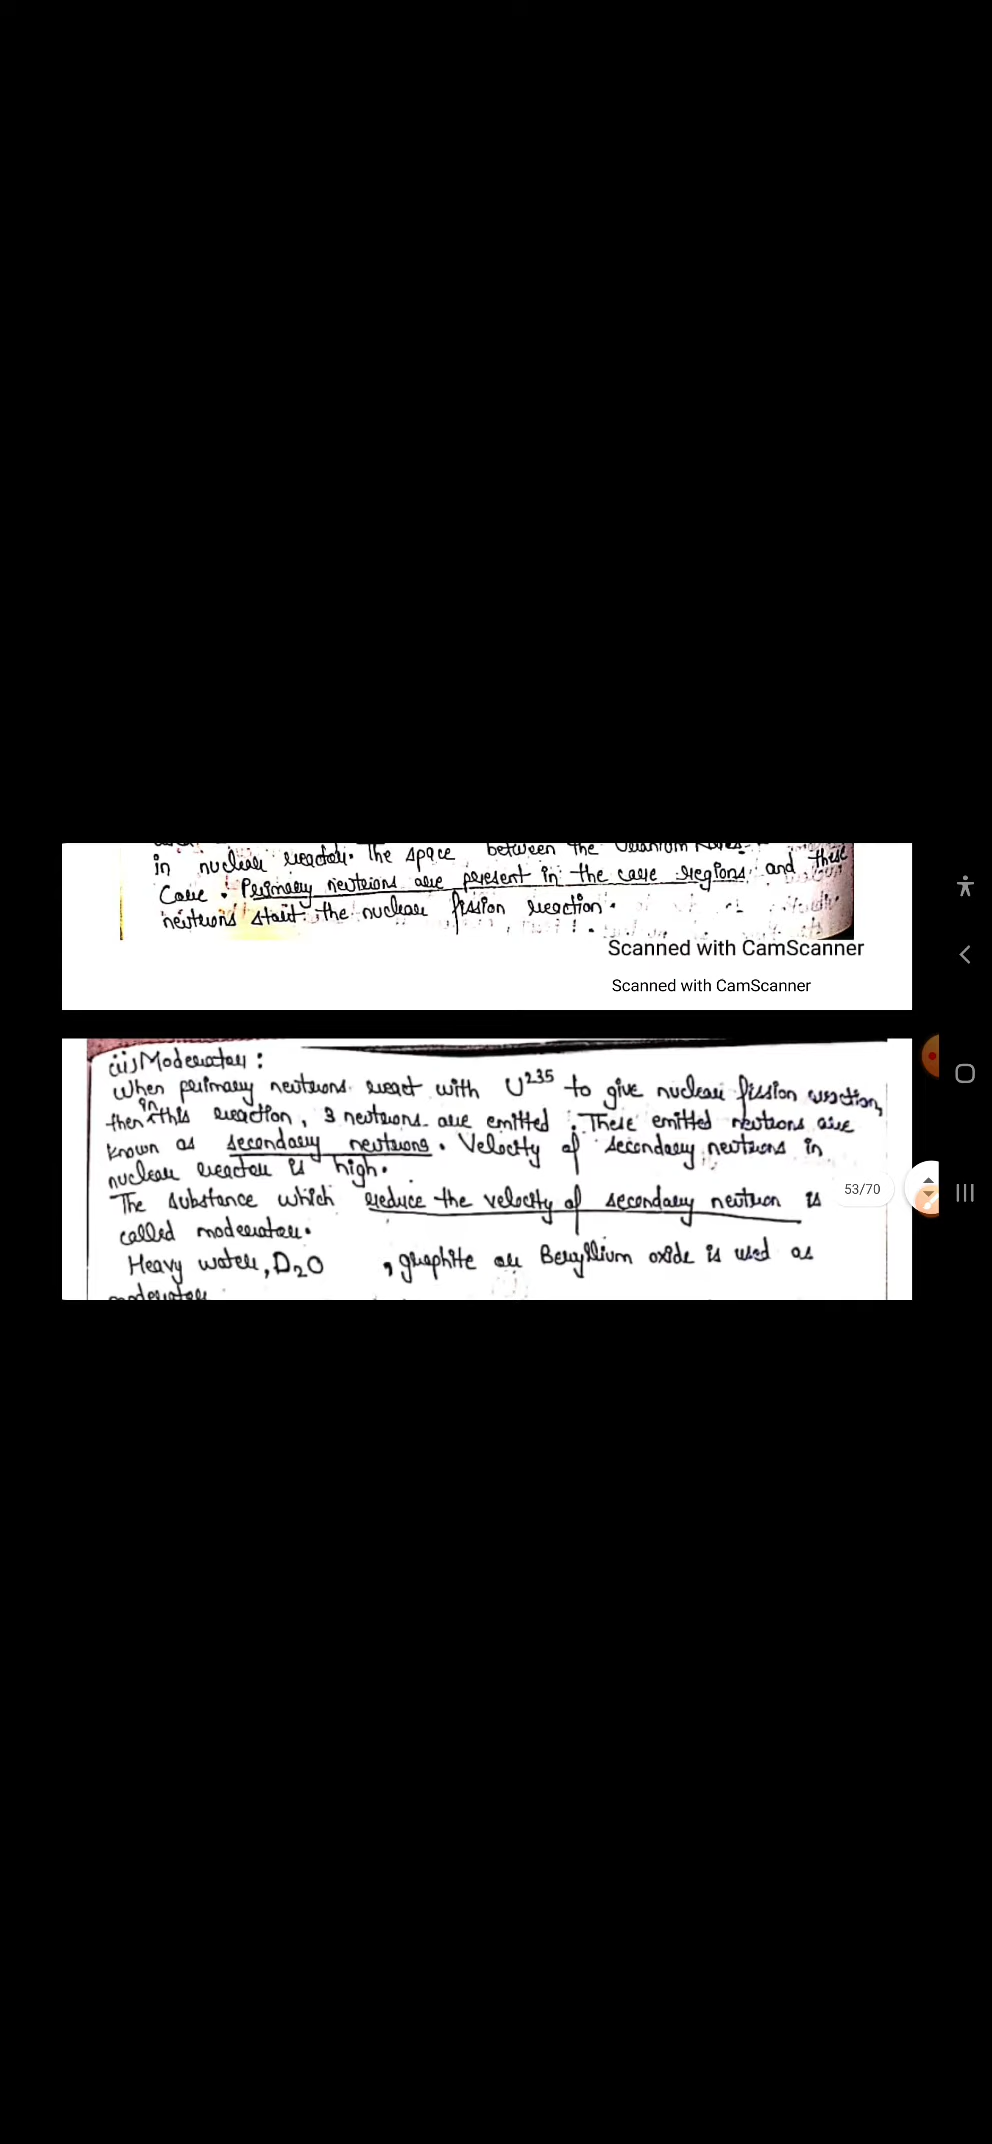 in nuclear reactor. The space between the Uranium
Core. Primary neutrons are present in the core regions and these
neutrons start the nuclear fission reaction.
Scanned with CamScanner
Scanned with CamScanner
Moderator:
When primary neutrons react with U²³⁵ to give nuclear fission reaction,
then in this reaction, 3 neutrons are emitted. These emitted neutrons are
known as secondary neutrons. Velocity of secondary neutrons in
nuclear reactor is high.
53/70
The substance which reduce the velocity of secondary neutron is
called moderator.
Heavy water, D₂O , graphite or Beryllium oxide is used as
moderator